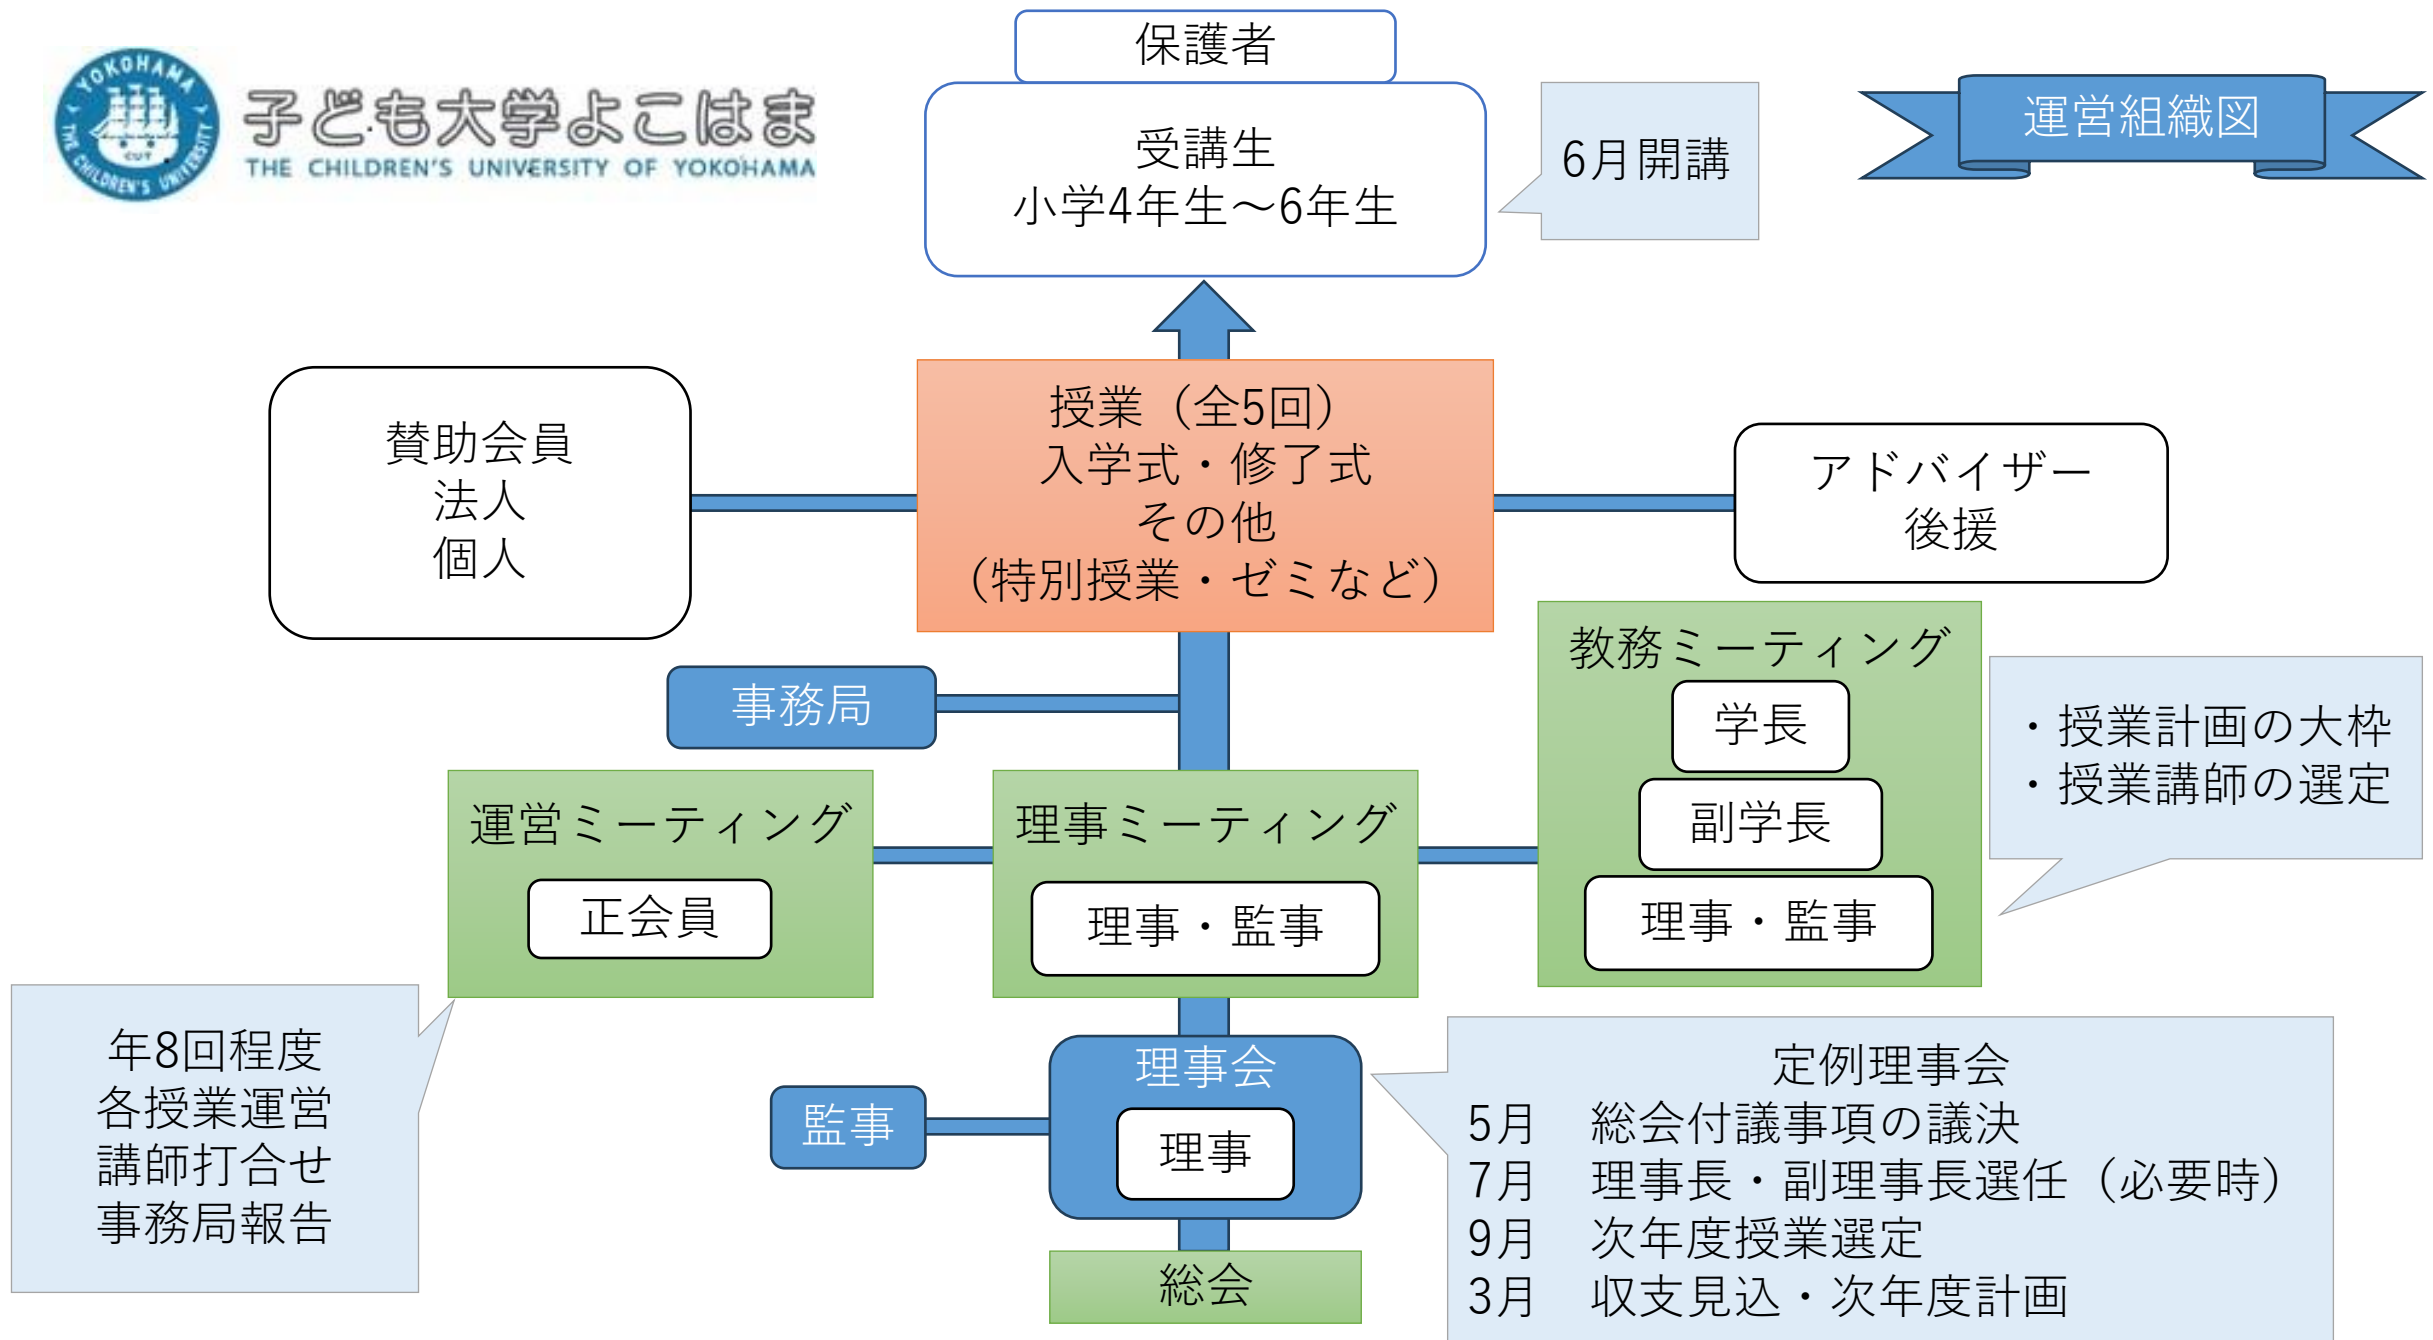 YOKOHAMA
THE CHILDREN'S UNIVERSITY
CUY
子ども大学よこはま
THE CHILDREN'S UNIVERSITY OF YOKOHAMA
保護者
受講生
小学4年生～6年生
6月開講
運営組織図
賛助会員
法人
個人
授業（全5回）
入学式・修了式
その他
（特別授業・ゼミなど）
アドバイザー
後援
事務局
教務ミーティング
学長
副学長
理事・監事
・授業計画の大枠
・授業講師の選定
運営ミーティング
正会員
理事ミーティング
理事・監事
年8回程度
各授業運営
講師打合せ
事務局報告
監事
理事会
理事
定例理事会
5月　総会付議事項の議決
7月　理事長・副理事長選任（必要時）
9月　次年度授業選定
3月　収支見込・次年度計画
総会